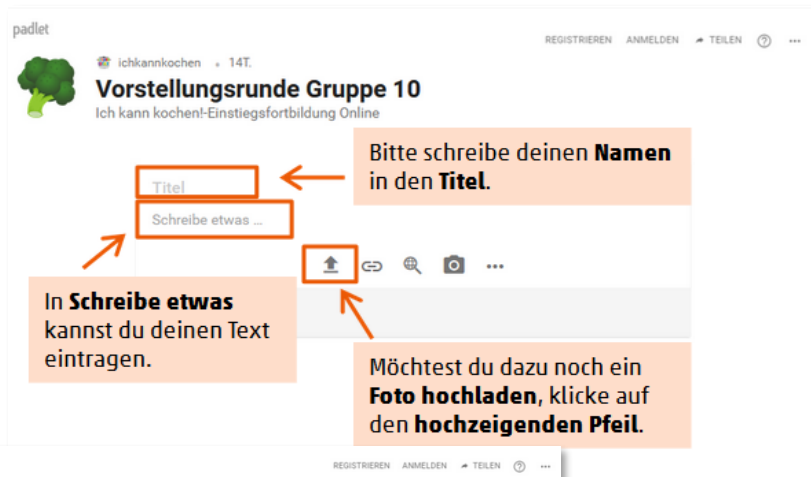 padlet
REGISTRIEREN ANMELDEN TEILEN
ichkannkochen • 14T.
Vorstellungsrunde Gruppe 10
Ich kann kochen!-Einstiegsfortbildung Online
Bitte schreibe deinen Namen
in den Titel.
Titel
Schreibe etwas ...
In Schreibe etwas
kannst du deinen Text
eintragen.
Möchtest du dazu noch ein
Foto hochladen, klicke auf
den hochzeigenden Pfeil.
REGISTRIEREN ANMELDEN TEILEN